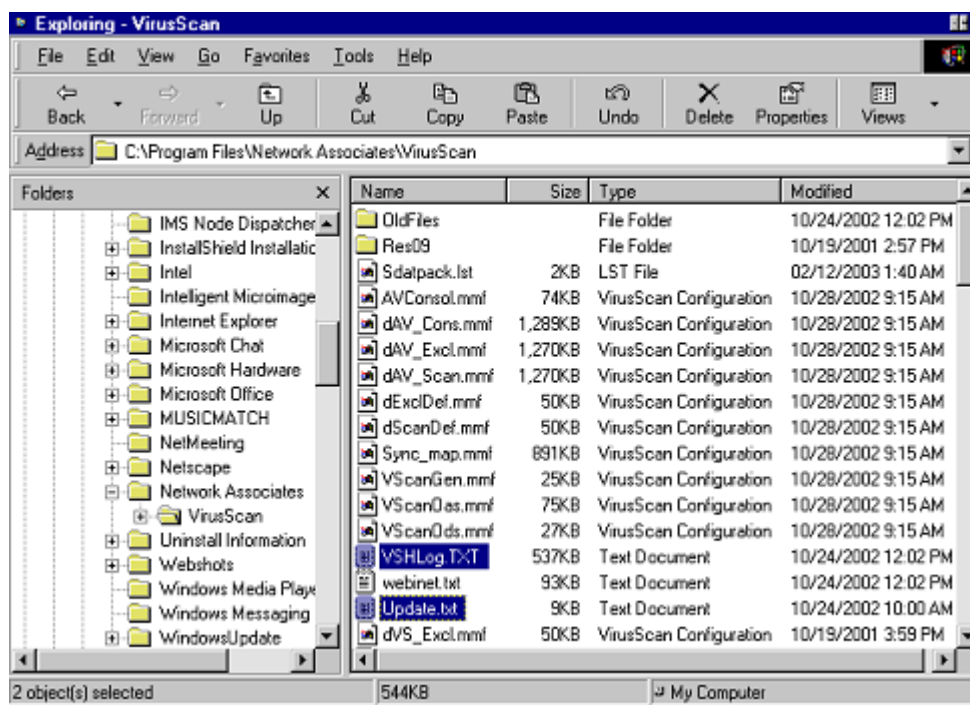 Exploring - VirusScan
File Edit View Go Favorites Tools Help
Back Forward Up Cut Copy Paste Undo Delete Properties Views
Address C:\Program Files\Network Associates\VirusScan
Folders
IMS Node Dispatcher
InstallShield Installatic
Intel
Intelligent Microimage
Internet Explorer
Microsoft Chat
Microsoft Hardware
Microsoft Office
MUSICMATCH
NetMeeting
Netscape
Network Associates
VirusScan
Uninstall Information
Webshots
Windows Media Playe
Windows Messaging
WindowsUpdate
Name Size Type Modified
OldFiles File Folder 10/24/2002 12:02 PM
Res09 File Folder 10/19/2001 2:57 PM
Sdatpack.lst 2KB LST File 02/12/2003 1:40 AM
AVConsol.mmf 74KB VirusScan Configuration 10/28/2002 9:15 AM
dAV_Cons.mmf 1,289KB VirusScan Configuration 10/28/2002 9:15 AM
dAV_Excl.mmf 1,270KB VirusScan Configuration 10/28/2002 9:15 AM
dAV_Scan.mmf 1,270KB VirusScan Configuration 10/28/2002 9:15 AM
dExclDef.mmf 50KB VirusScan Configuration 10/28/2002 9:15 AM
dScanDef.mmf 50KB VirusScan Configuration 10/28/2002 9:15 AM
Sync_map.mmf 891KB VirusScan Configuration 10/28/2002 9:15 AM
VScanGen.mmf 25KB VirusScan Configuration 10/28/2002 9:15 AM
VScanOas.mmf 75KB VirusScan Configuration 10/28/2002 9:15 AM
VScanOds.mmf 27KB VirusScan Configuration 10/28/2002 9:15 AM
VSHLog.TXT 537KB Text Document 10/24/2002 12:02 PM
webinet.txt 93KB Text Document 10/24/2002 12:02 PM
Update.txt 9KB Text Document 10/24/2002 10:00 AM
dVS_Excl.mmf 50KB VirusScan Configuration 10/19/2001 3:59 PM
2 object(s) selected 544KB My Computer